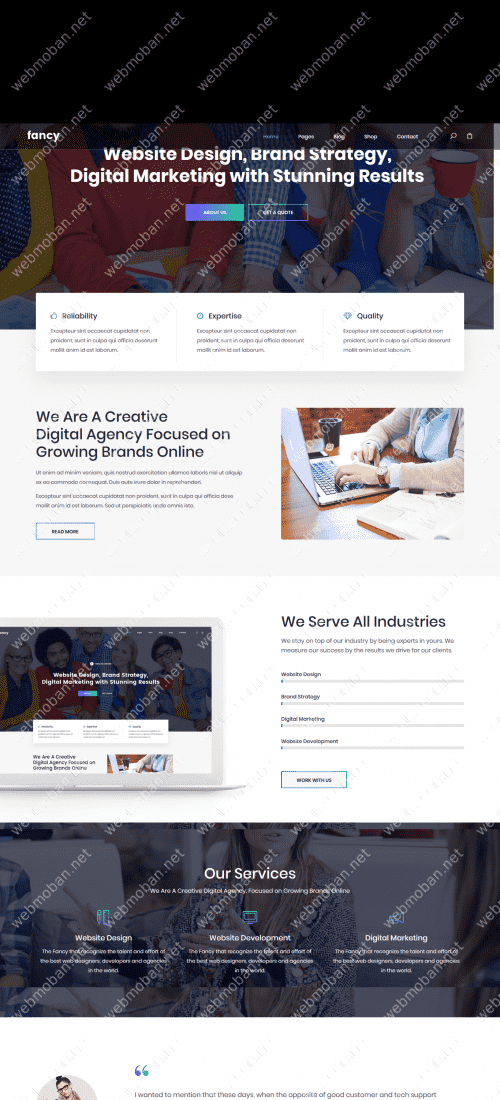 fancy
Home Pages Blog Shop Contact
Website Design, Brand Strategy,
Digital Marketing with Stunning Results
ABOUT US
GET A QUOTE
Reliability
Excepteur sint occaecat cupidatat non
proident, sunt in culpa qui officia deserunt
mollit anim id est laborum.
Expertise
Excepteur sint occaecat cupidatat non
proident, sunt in culpa qui officia deserunt
mollit anim id est laborum.
Quality
Excepteur sint occaecat cupidatat non
proident, sunt in culpa qui officia deserunt
mollit anim id est laborum.
We Are A Creative
Digital Agency Focused on
Growing Brands Online
Ut enim ad minim veniam, quis nostrud exercitation ullamco laboris nisi ut aliquip
ex ea commodo consequat. Duis aute irure dolor in reprehenderi.
Excepteur sint occaecat cupidatat non proident, sunt in culpa qui officia dese
mollit anim id est laborum. Sed ut perspiciatis unde omnis iste.
READ MORE
Website Design, Brand Strategy,
Digital Marketing with Stunning Results
Reliability
Expertise
Quality
We Are A Creative
Digital Agency Focused on
Growing Brands Online
We Serve All Industries
We stay on top of our industry by being experts in yours. We
measure our success by the results we drive for our clients.
Website Design
Brand Strategy
Digital Marketing
Website Development
WORK WITH US
Our Services
We Are A Creative Digital Agency, Focused on Growing Brands Online
Website Design
The Fancy that recognize the talent and effort of
the best web designers, developers and agencies
in the world.
Website Development
The Fancy that recognize the talent and effort of
the best web designers, developers and agencies
in the world.
Digital Marketing
The Fancy that recognize the talent and effort of
the best web designers, developers and agencies
in the world.
I wanted to mention that these days, when the opposite of good customer and tech support
webmoban.net